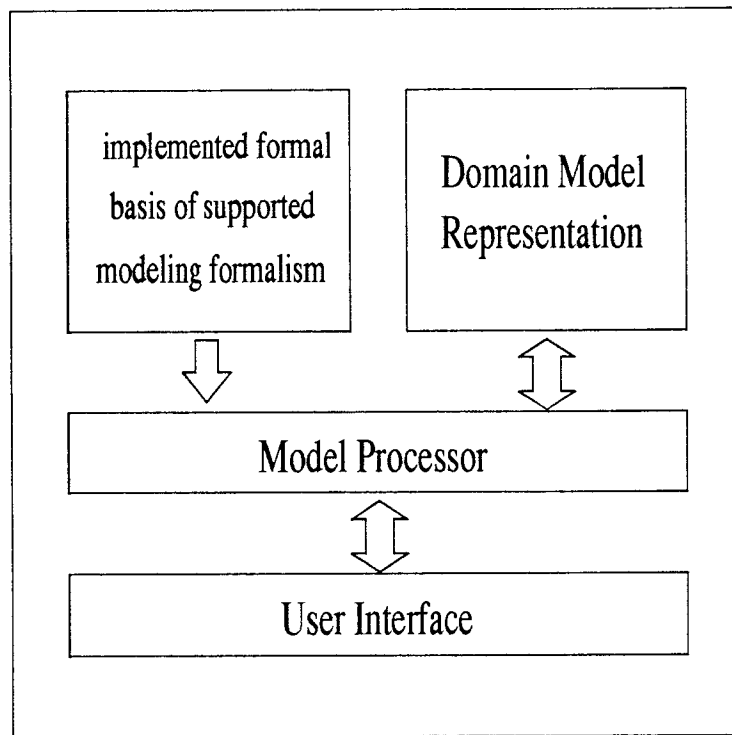 implemented formal
basis of supported
modeling formalism
Domain Model
Representation
Model Processor
User Interface